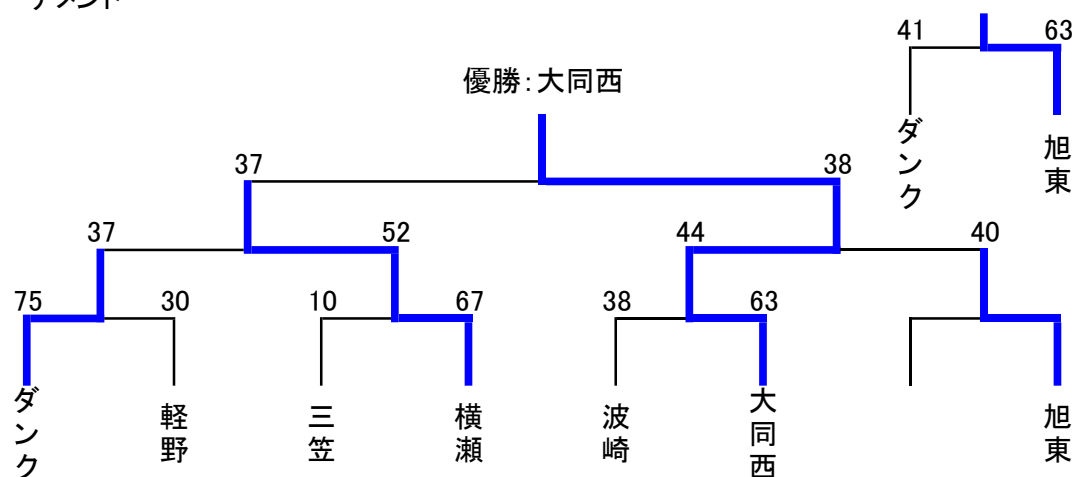 ナメント
41 63
優勝：大同西
ダンク
旭東
37 38
37 52 44 40
75 30 10 67 38 63
ダンク
軽野
三笠
横瀬
波崎
大同西
旭東